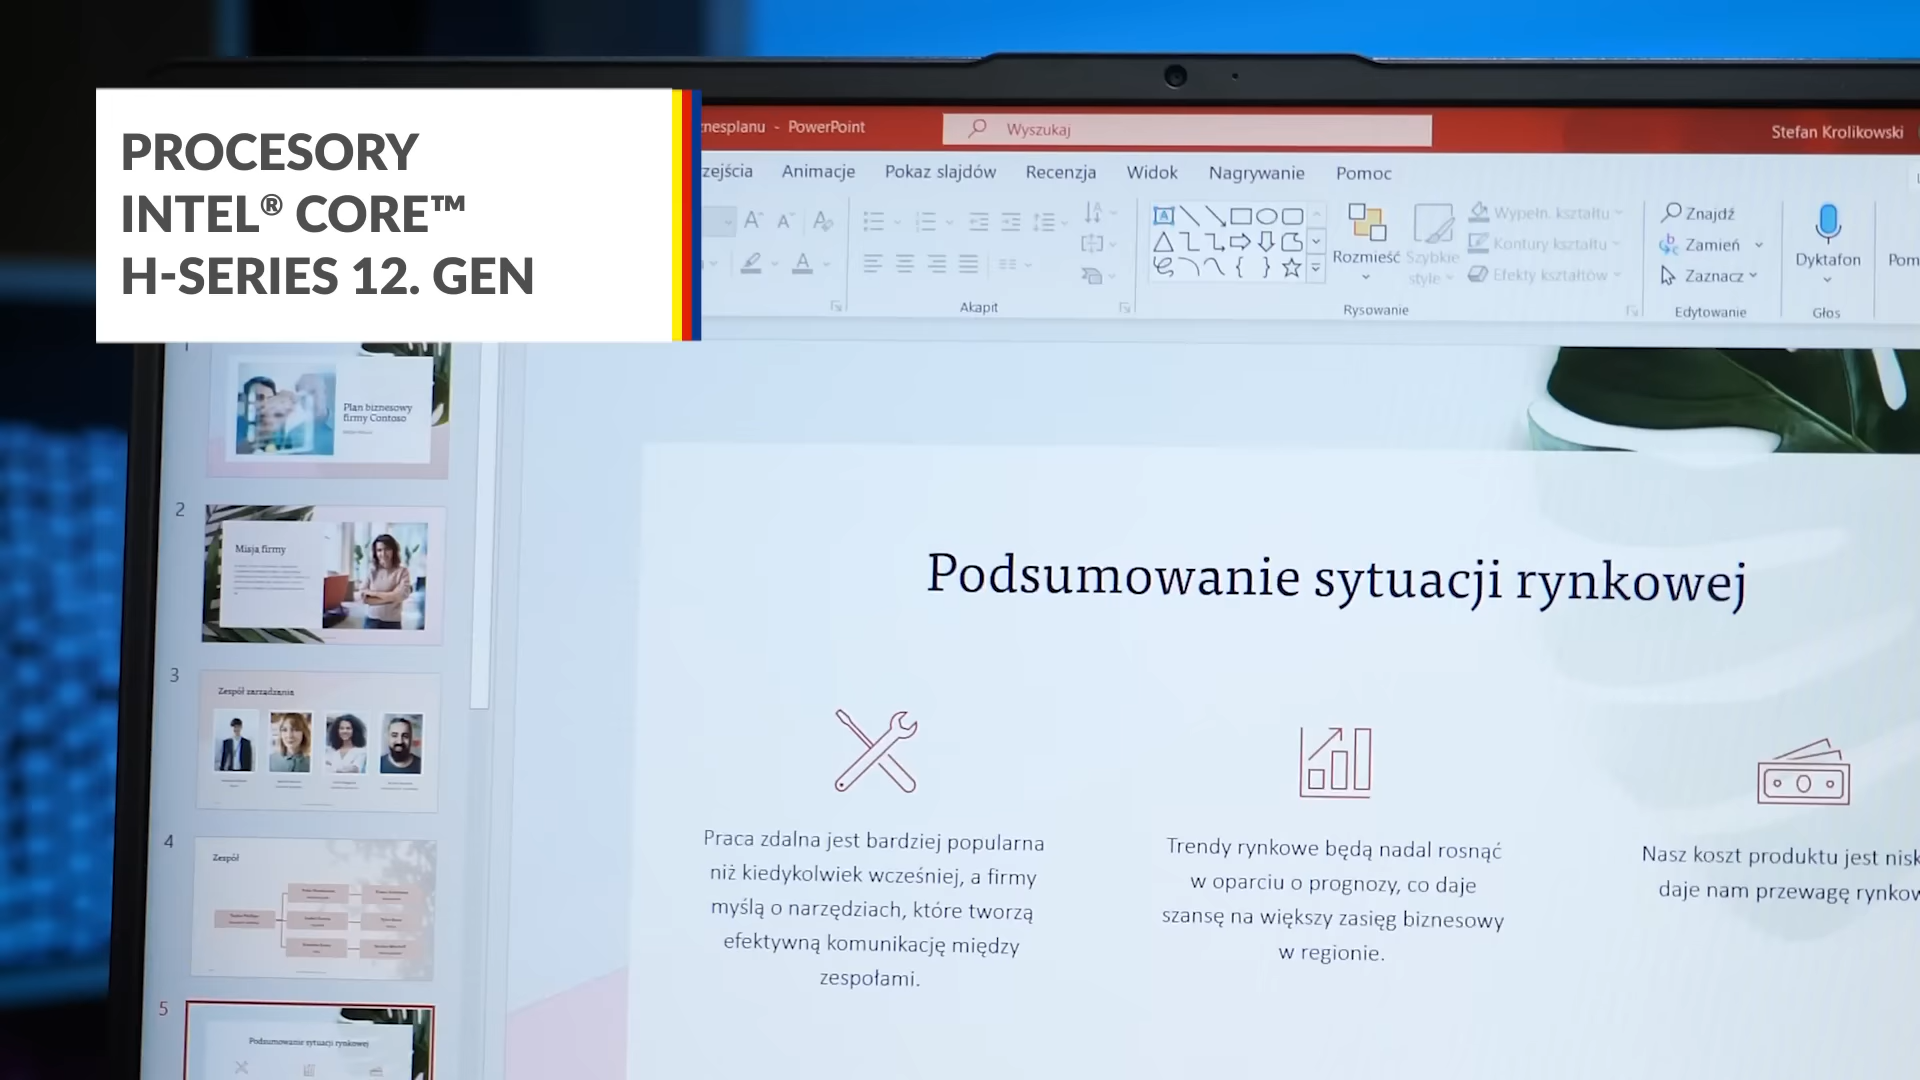 PROCESORY
INTEL® CORE™
H-SERIES 12. GEN
nesplanu - PowerPoint
Wyszukaj
Stefan Krolikowski
zejścia Animacje Pokaz slajdów Recenzja Widok Nagrywanie Pomoc
Akapit
Rozmieść
Szybkie
style
Wypełn. kształtu
Kontury kształtu
Efekty kształtów
Rysowanie
Znajdź
Zamień
Zaznacz
Edytowanie
Dyktafon
Głos
Pom
Plan biznesowy
firmy Contoso
2
Misja firmy
3
Zespół zarządzania
4
Zespół
5
Podsumowanie sytuacji rynkowej
Podsumowanie sytuacji rynkowej
Praca zdalna jest bardziej popularna
niż kiedykolwiek wcześniej, a firmy
myślą o narzędziach, które tworzą
efektywną komunikację między
zespołami.
Trendy rynkowe będą nadal rosnąć
w oparciu o prognozy, co daje
szansę na większy zasięg biznesowy
w regionie.
Nasz koszt produktu jest nisk
daje nam przewagę rynkow